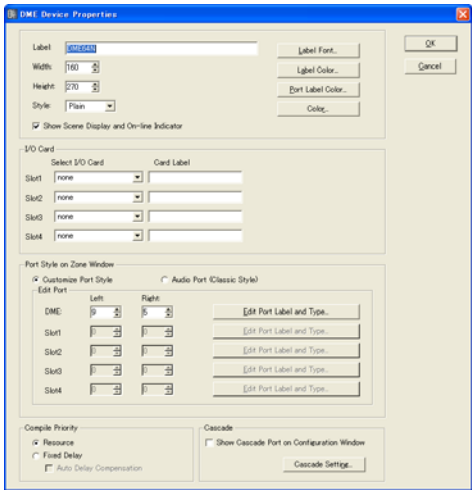 DME Device Properties
Label: DME64N Label Font... OK
Width: 160 Label Color... Cancel
Height: 270 Port Label Color...
Style: Plain Color...
Show Scene Display and On-line Indicator
I/O Card
Select I/O Card Card Label
Slot1 none
Slot2 none
Slot3 none
Slot4 none
Port Style on Zone Window
Customize Port Style Audio Port (Classic Style)
Edit Port
Left: Right:
DME: 9 5 Edit Port Label and Type...
Slot1 0 0 Edit Port Label and Type...
Slot2 0 0 Edit Port Label and Type...
Slot3 0 0 Edit Port Label and Type...
Slot4 0 0 Edit Port Label and Type...
Compile Priority Cascade
Resource Show Cascade Port on Configuration Window
Fixed Delay
Auto Delay Compensation Cascade Setting...